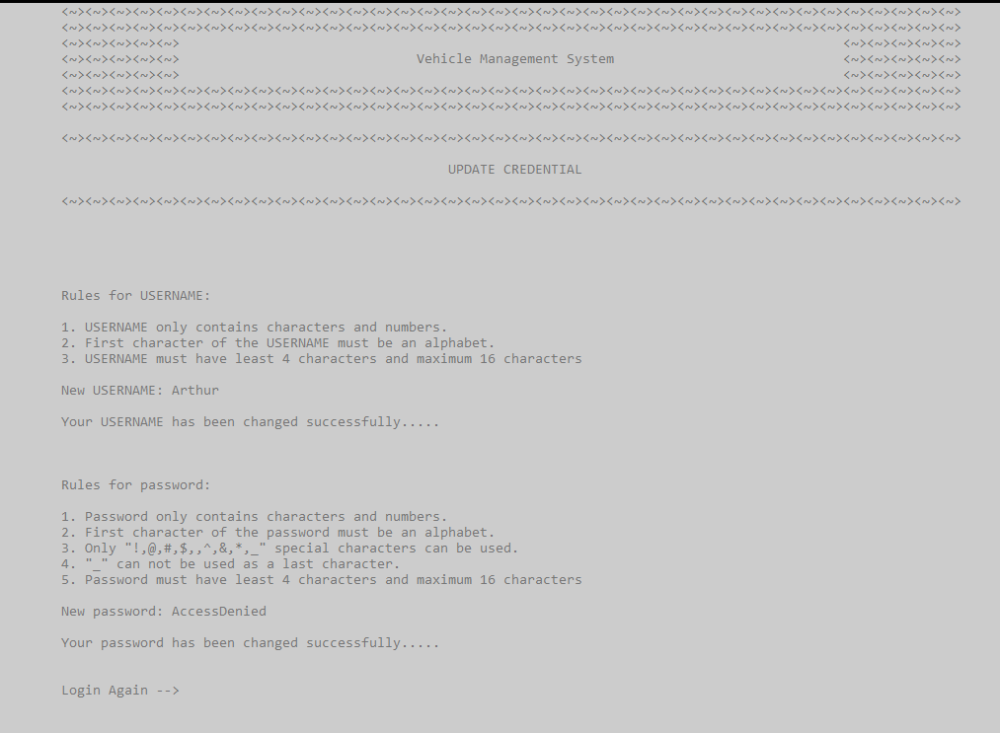 <~><~><~><~><~><~><~><~><~><~><~><~><~><~><~><~><~><~><~><~><~><~><~><~><~><~><~><~><~><~><~><~><~><~><~><~><~><~>
<~><~><~><~><~><~><~><~><~><~><~><~><~><~><~><~><~><~><~><~><~><~><~><~><~><~><~><~><~><~><~><~><~><~><~><~><~><~>
<~><~><~><~><~> <~><~><~><~><~>
<~><~><~><~><~> Vehicle Management System <~><~><~><~><~>
<~><~><~><~><~> <~><~><~><~><~>
<~><~><~><~><~><~><~><~><~><~><~><~><~><~><~><~><~><~><~><~><~><~><~><~><~><~><~><~><~><~><~><~><~><~><~><~><~><~>
<~><~><~><~><~><~><~><~><~><~><~><~><~><~><~><~><~><~><~><~><~><~><~><~><~><~><~><~><~><~><~><~><~><~><~><~><~><~>
<~><~><~><~><~><~><~><~><~><~><~><~><~><~><~><~><~><~><~><~><~><~><~><~><~><~><~><~><~><~><~><~><~><~><~><~><~><~>
UPDATE CREDENTIAL
<~><~><~><~><~><~><~><~><~><~><~><~><~><~><~><~><~><~><~><~><~><~><~><~><~><~><~><~><~><~><~><~><~><~><~><~><~><~>
Rules for USERNAME:
1. USERNAME only contains characters and numbers.
2. First character of the USERNAME must be an alphabet.
3. USERNAME must have least 4 characters and maximum 16 characters
New USERNAME: Arthur
Your USERNAME has been changed successfully.....
Rules for password:
1. Password only contains characters and numbers.
2. First character of the password must be an alphabet.
3. Only "!,@,#,$,,^,&,*,_" special characters can be used.
4. "_" can not be used as a last character.
5. Password must have least 4 characters and maximum 16 characters
New password: AccessDenied
Your password has been changed successfully.....
Login Again -->